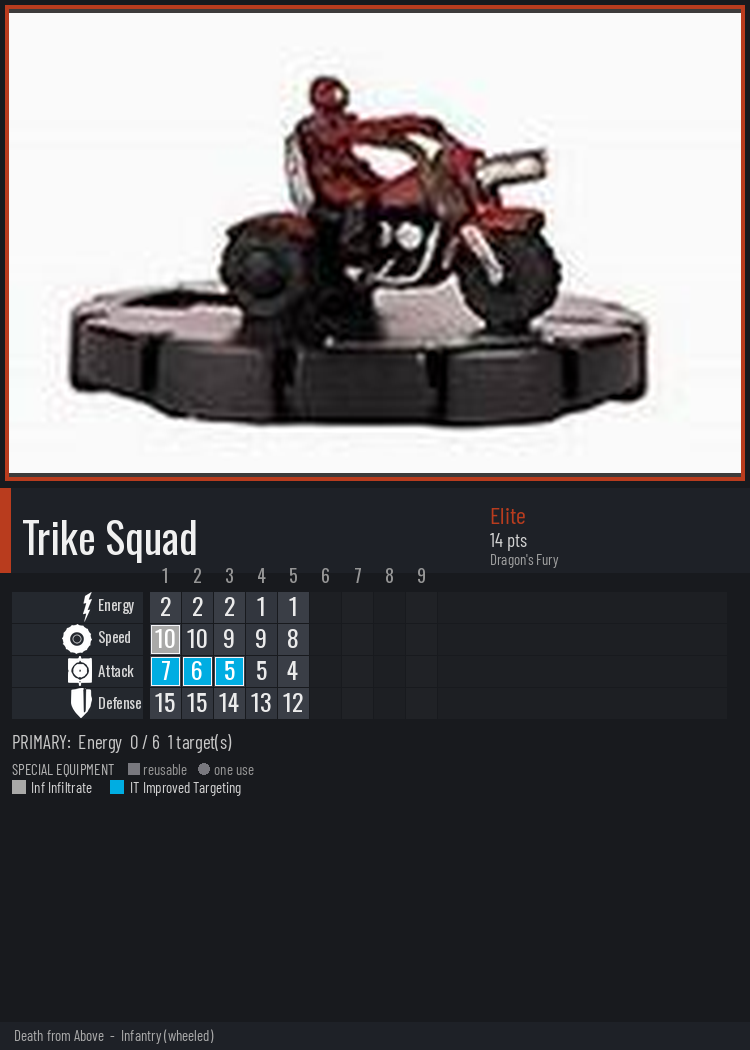 Trike Squad
Elite
14 pts
Dragon's Fury
1 2 3 4 5 6 7 8 9
Energy 2 2 2 1 1
Speed 10 10 9 9 8
Attack 7 6 5 5 4
Defense 15 15 14 13 12
PRIMARY: Energy 0 / 6 1 target(s)
SPECIAL EQUIPMENT reusable one use
Inf Infiltrate IT Improved Targeting
Death from Above - Infantry (wheeled)